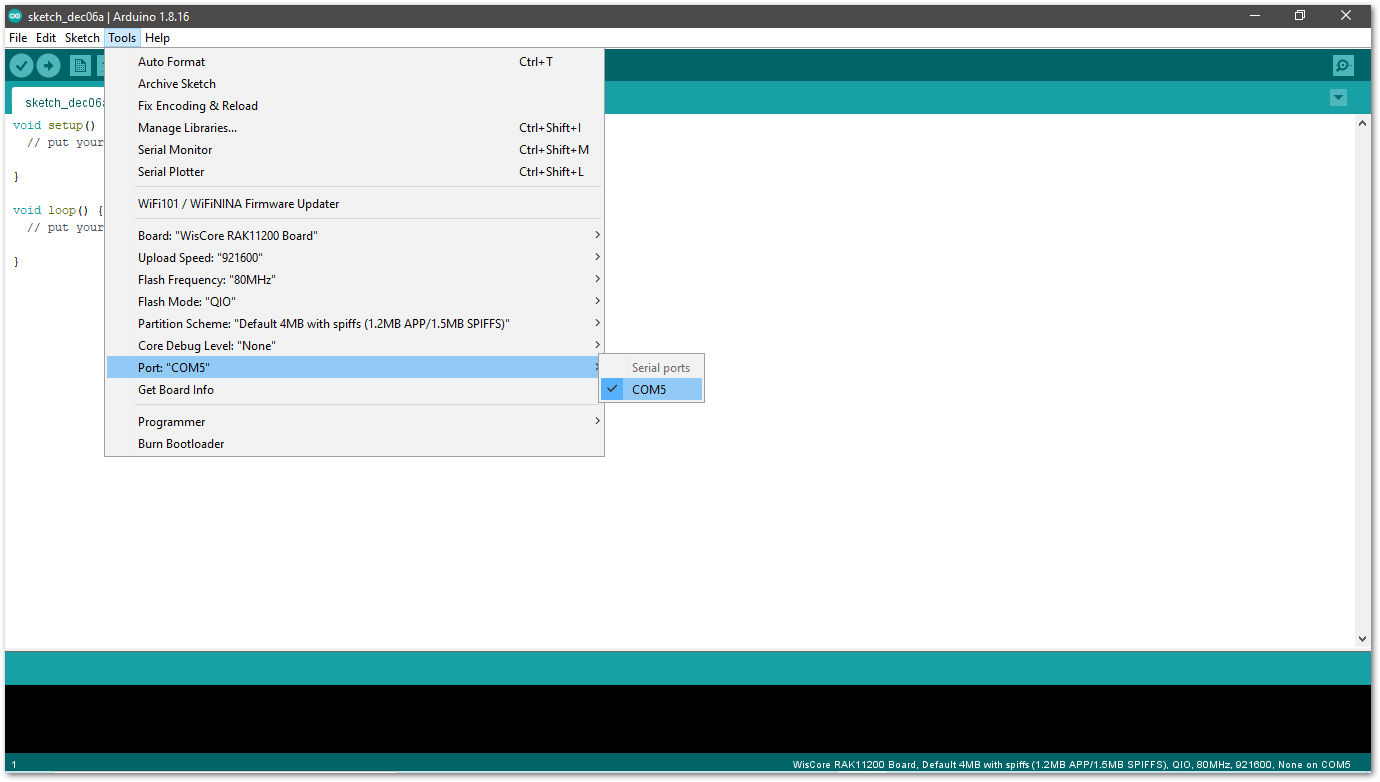 sketch_dec06a | Arduino 1.8.16
File Edit Sketch Tools Help
Auto Format Ctrl+T
Archive Sketch
sketch_dec06a
Fix Encoding & Reload
void setup()
Manage Libraries... Ctrl+Shift+I
// put your
Serial Monitor Ctrl+Shift+M
}
Serial Plotter Ctrl+Shift+L
WiFi101 / WiFiNINA Firmware Updater
void loop() {
// put your
Board: "WisCore RAK11200 Board"
Upload Speed: "921600"
}
Flash Frequency: "80MHz"
Flash Mode: "QIO"
Partition Scheme: "Default 4MB with spiffs (1.2MB APP/1.5MB SPIFFS)"
Core Debug Level: "None"
Port: "COM5" Serial ports
Get Board Info COM5
Programmer
Burn Bootloader
1 WisCore RAK11200 Board, Default 4MB with spiffs (1.2MB APP/1.5MB SPIFFS), QIO, 80MHz, 921600, None on COM5